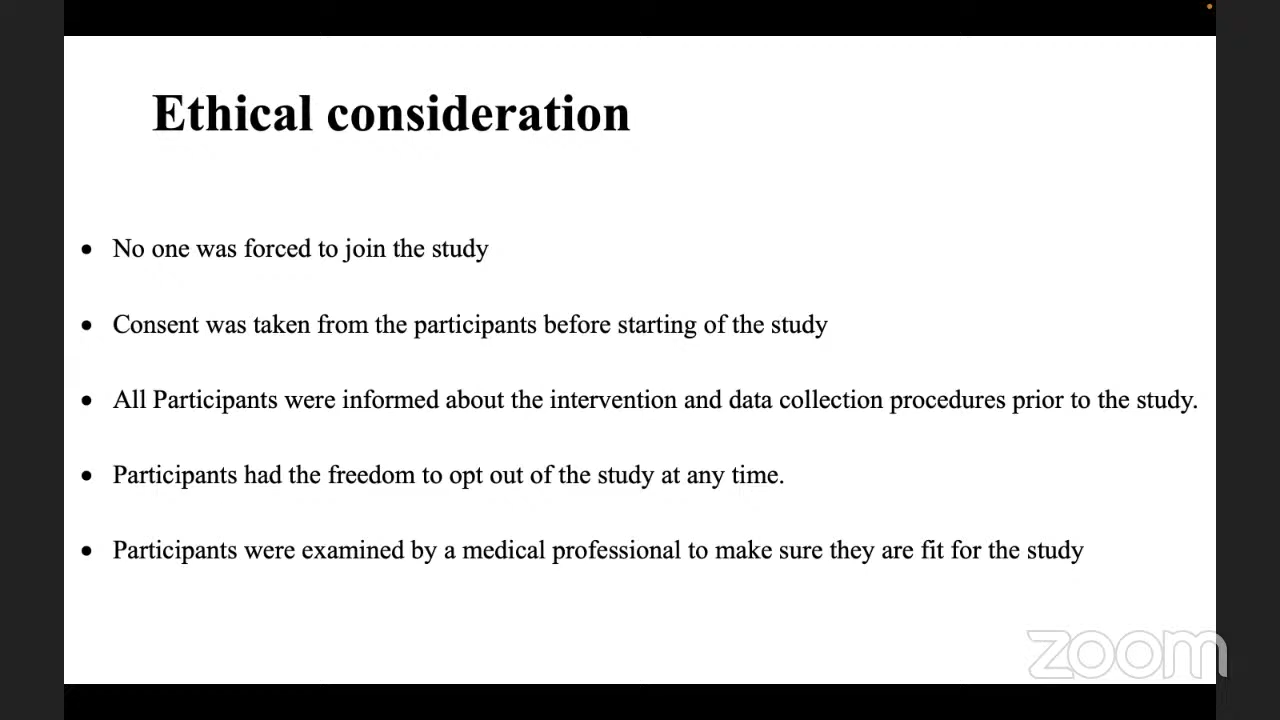 Ethical consideration
• No one was forced to join the study
• Consent was taken from the participants before starting of the study
• All Participants were informed about the intervention and data collection procedures prior to the study.
• Participants had the freedom to opt out of the study at any time.
• Participants were examined by a medical professional to make sure they are fit for the study
zoom